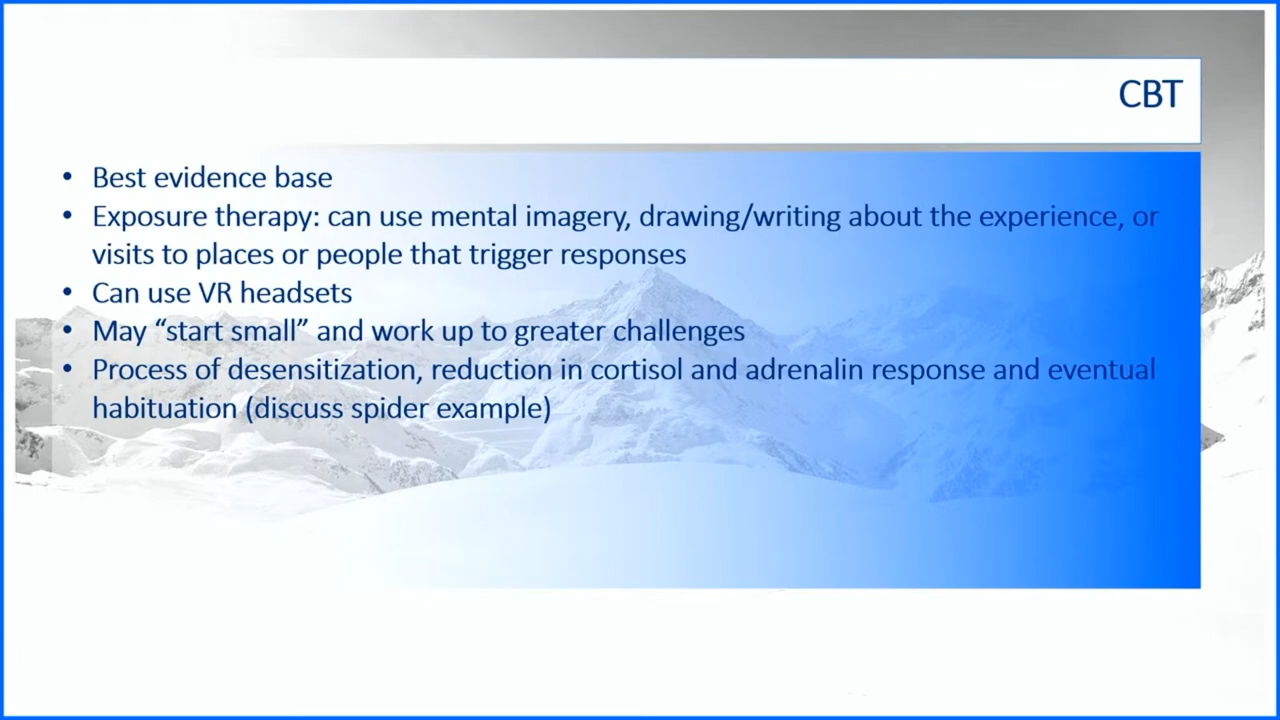 CBT
• Best evidence base
• Exposure therapy: can use mental imagery, drawing/writing about the experience, or
visits to places or people that trigger responses
• Can use VR headsets
• May “start small” and work up to greater challenges
• Process of desensitization, reduction in cortisol and adrenalin response and eventual
habituation (discuss spider example)